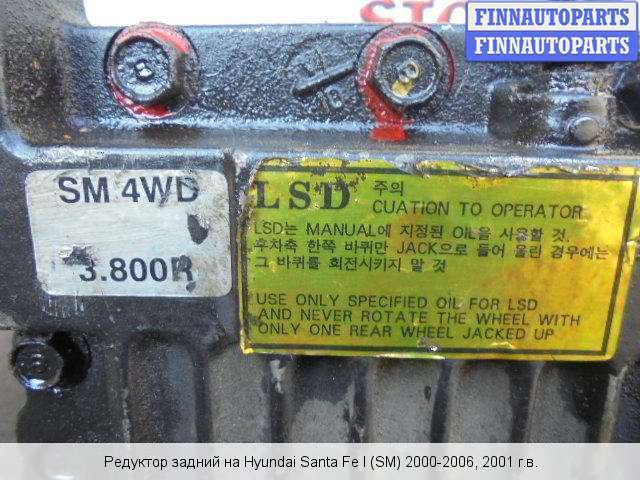 FINNAUTOPARTS
FINNAUTOPARTS
SM 4WD
3.800R
LSD 주의
CUATION TO OPERATOR
LSD는 MANUAL에 지정된 OIL을 사용할 것.
후차축 한쪽 바퀴만 JACK으로 들어 올린 경우에는
그 바퀴를 회전시키지 말 것
USE ONLY SPECIFIED OIL FOR LSD
AND NEVER ROTATE THE WHEEL WITH
ONLY ONE REAR WHEEL JACKED UP
Редуктор задний на Hyundai Santa Fe I (SM) 2000-2006, 2001 г.в.